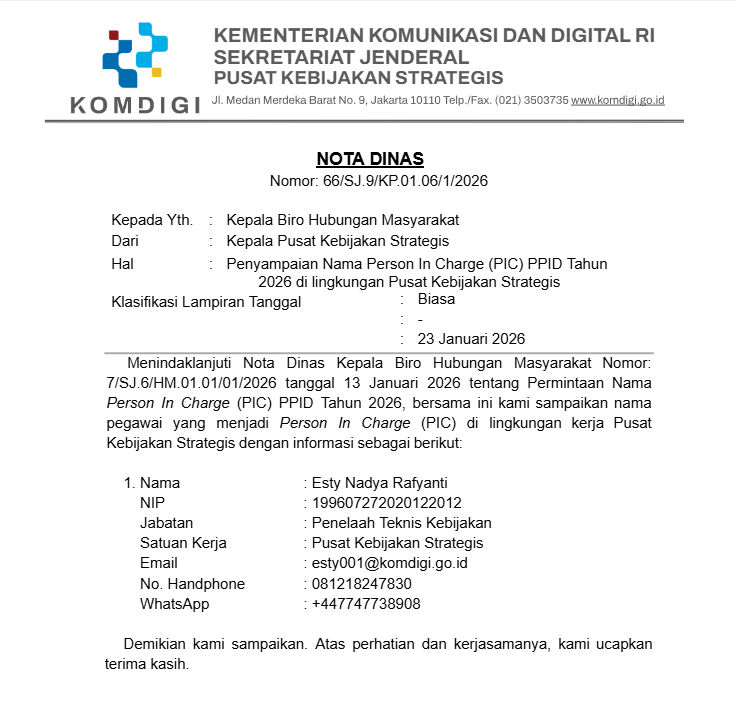 KOMDIGI
KEMENTERIAN KOMUNIKASI DAN DIGITAL RI
SEKRETARIAT JENDERAL
PUSAT KEBIJAKAN STRATEGIS
Jl. Medan Merdeka Barat No. 9, Jakarta 10110 Telp./Fax. (021) 3503735 www.komdigi.go.id
NOTA DINAS
Nomor: 66/SJ.9/KP.01.06/1/2026
Kepada Yth. : Kepala Biro Hubungan Masyarakat
Dari : Kepala Pusat Kebijakan Strategis
Hal : Penyampaian Nama Person In Charge (PIC) PPID Tahun
2026 di lingkungan Pusat Kebijakan Strategis
Klasifikasi Lampiran Tanggal : Biasa
: -
: 23 Januari 2026
Menindaklanjuti Nota Dinas Kepala Biro Hubungan Masyarakat Nomor:
7/SJ.6/HM.01.01/01/2026 tanggal 13 Januari 2026 tentang Permintaan Nama
Person In Charge (PIC) PPID Tahun 2026, bersama ini kami sampaikan nama
pegawai yang menjadi Person In Charge (PIC) di lingkungan kerja Pusat
Kebijakan Strategis dengan informasi sebagai berikut:
1. Nama : Esty Nadya Rafyanti
NIP : 199607272020122012
Jabatan : Penelaah Teknis Kebijakan
Satuan Kerja : Pusat Kebijakan Strategis
Email : esty001@komdigi.go.id
No. Handphone : 081218247830
WhatsApp : +447747738908
Demikian kami sampaikan. Atas perhatian dan kerjasamanya, kami ucapkan
terima kasih.